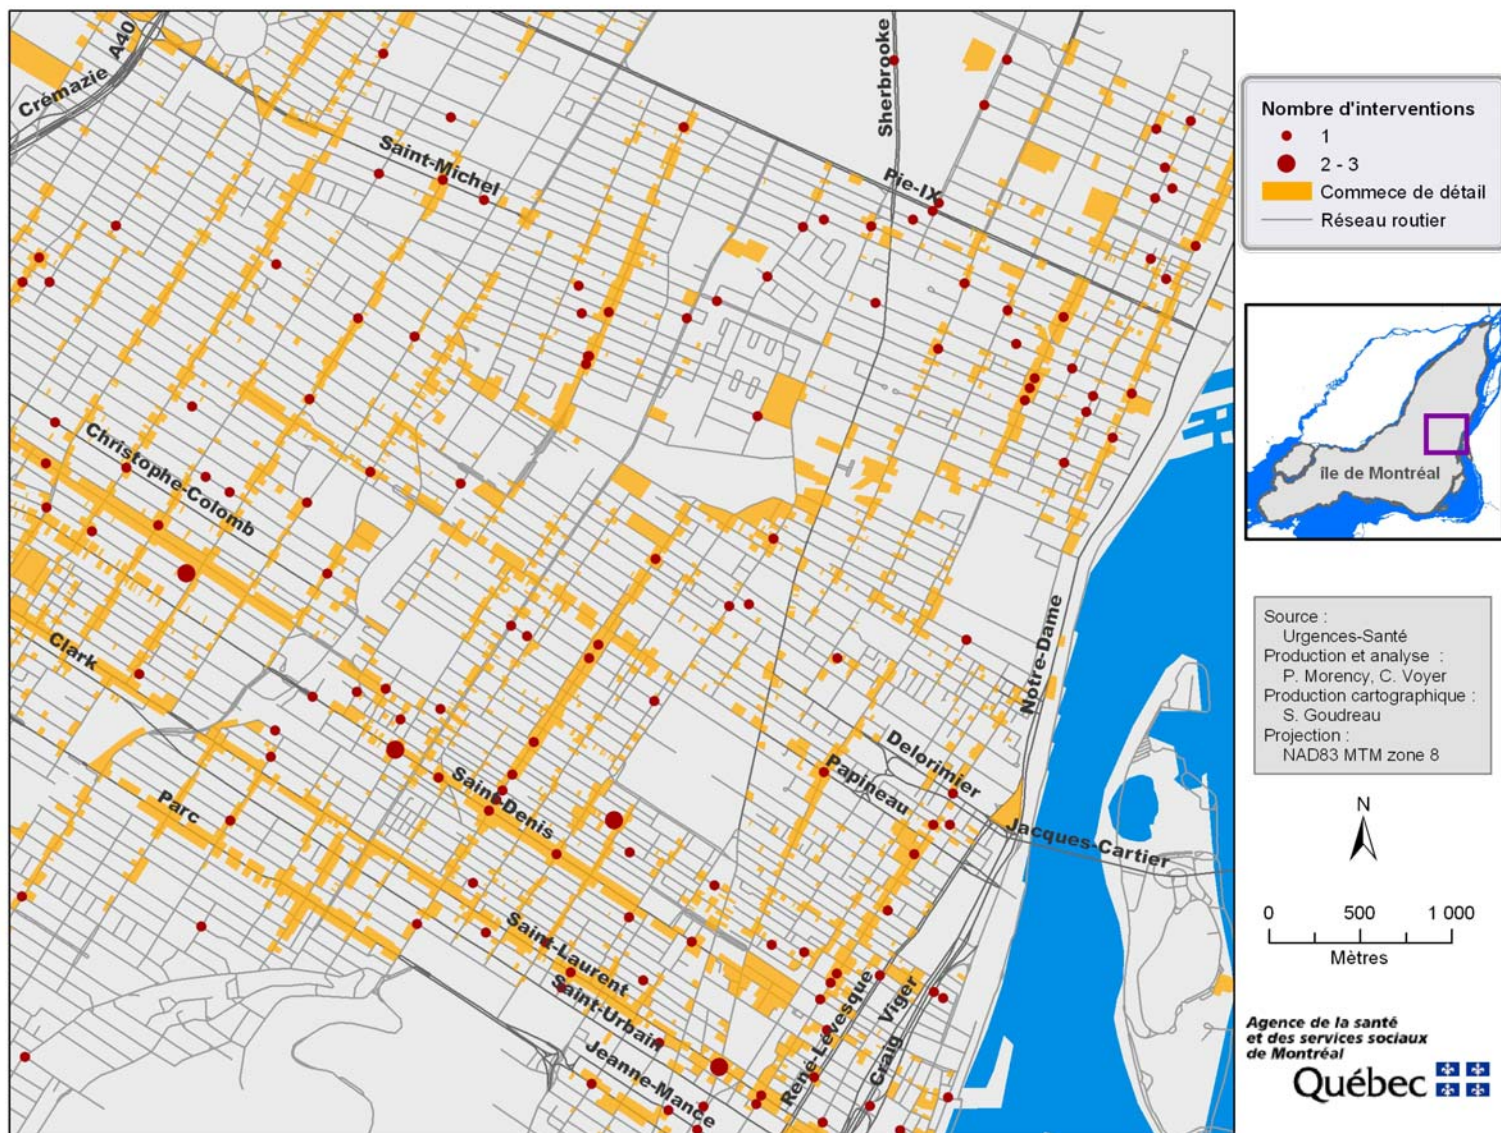 Crémazie
A40
Saint-Michel
Sherbrooke
Pie-IX
Christophe-Colomb
Clark
Notre-Dame
Delorimier
Papineau
Jacques-Cartier
Parc
Saint-Denis
Saint-Laurent
Saint-Urbain
Jeanne-Mance
René-Lévesque
Viger
Craig
Nombre d'interventions
1
2 - 3
Commece de détail
Réseau routier
île de Montréal
Source :
Urgences-Santé
Production et analyse :
P. Morency, C. Voyer
Production cartographique :
S. Goudreau
Projection :
NAD83 MTM zone 8
N
0 500 1 000
Mètres
Agence de la santé
et des services sociaux
de Montréal
Québec